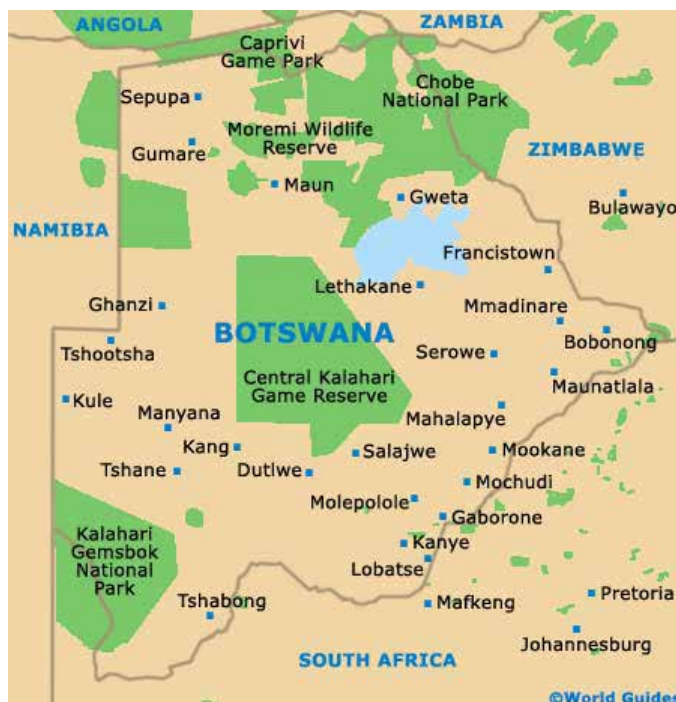 ANGOLA
ZAMBIA
Caprivi
Game Park
Chobe
National Park
Sepupa
Moremi Wildlife
Reserve
Gumare
ZIMBABWE
Maun
Gweta
Bulawayo
NAMIBIA
Francistown
Lethakane
Ghanzi
Mmadinare
BOTSWANA
Bobonong
Tshootsha
Serowe
Central Kalahari
Game Reserve
Maunatlala
Kule
Manyana
Mahalapye
Kang
Salajwe
Mookane
Tshane
Dutlwe
Mochudi
Molepolole
Gaborone
Kalahari
Gemsbok
National
Park
Kanye
Lobatse
Tshabong
Mafkeng
Pretoria
Johannesburg
SOUTH AFRICA
©World Guides